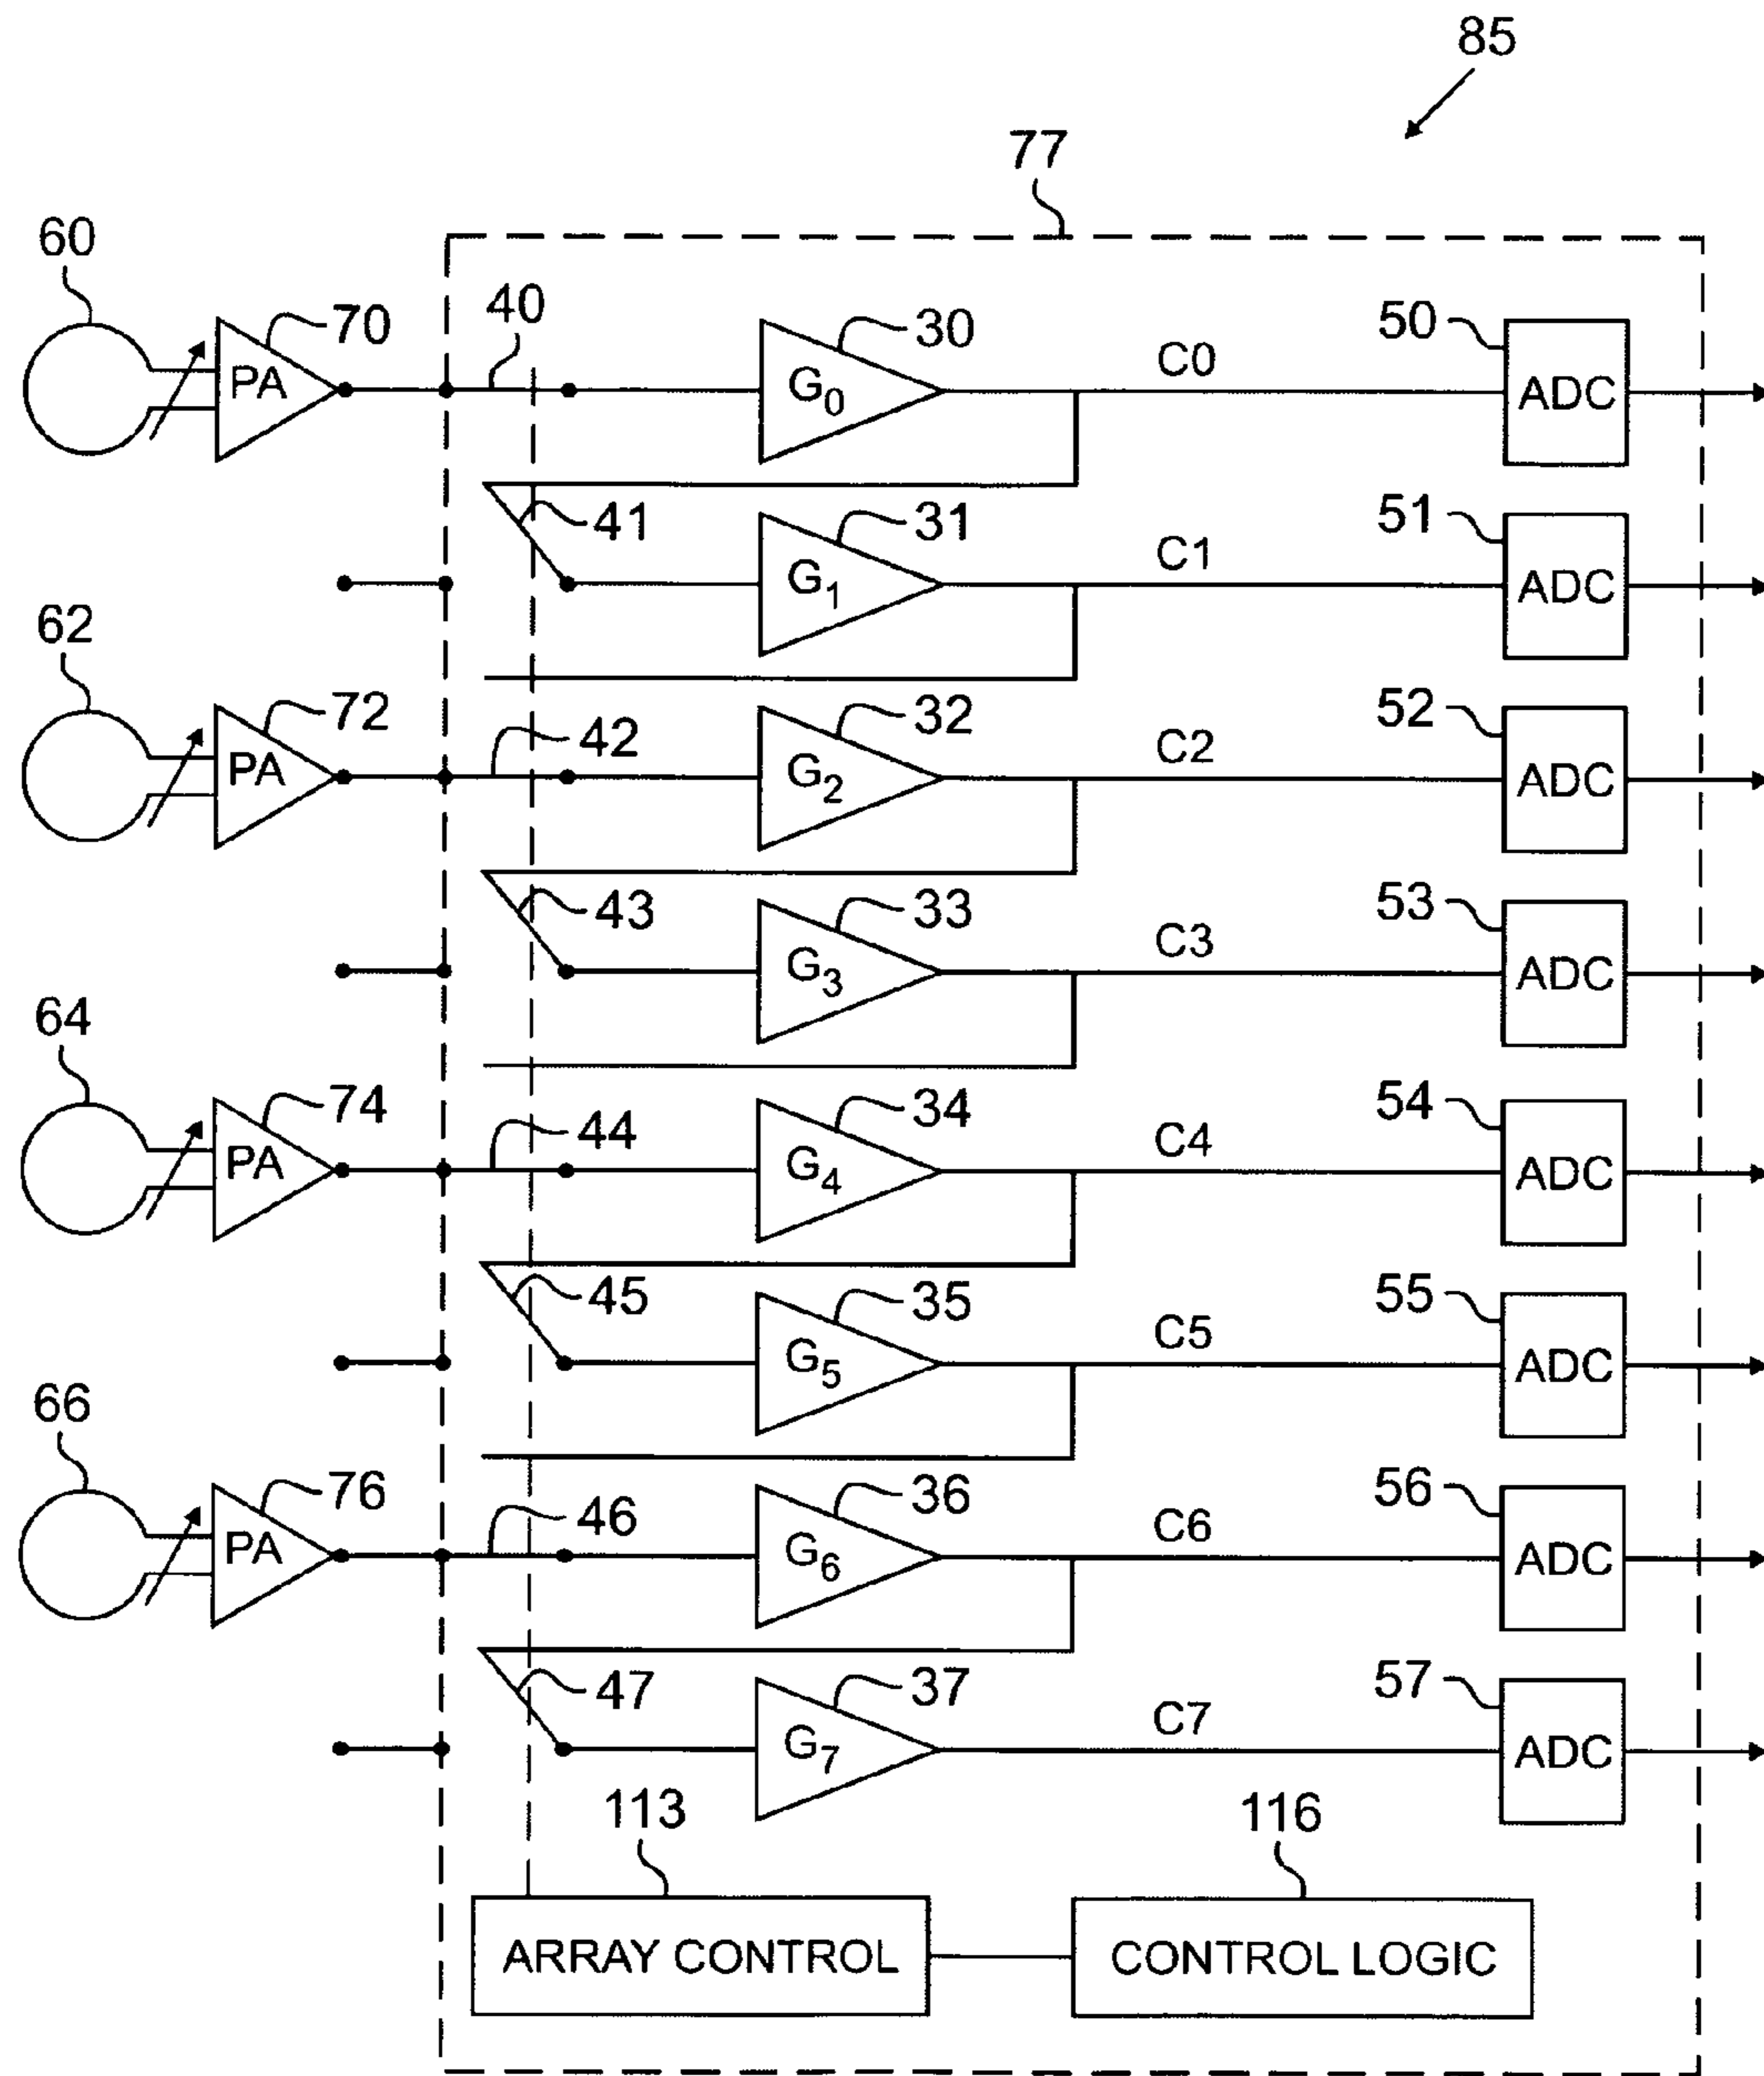 85
77
60
70
PA
40
30
G₀
C0
50
ADC
41
31
G₁
C1
51
ADC
62
72
PA
42
32
G₂
C2
52
ADC
43
33
G₃
C3
53
ADC
64
74
PA
44
34
G₄
C4
54
ADC
45
35
G₅
C5
55
ADC
66
76
PA
46
36
G₆
C6
56
ADC
47
37
G₇
C7
57
ADC
113
116
ARRAY CONTROL
CONTROL LOGIC